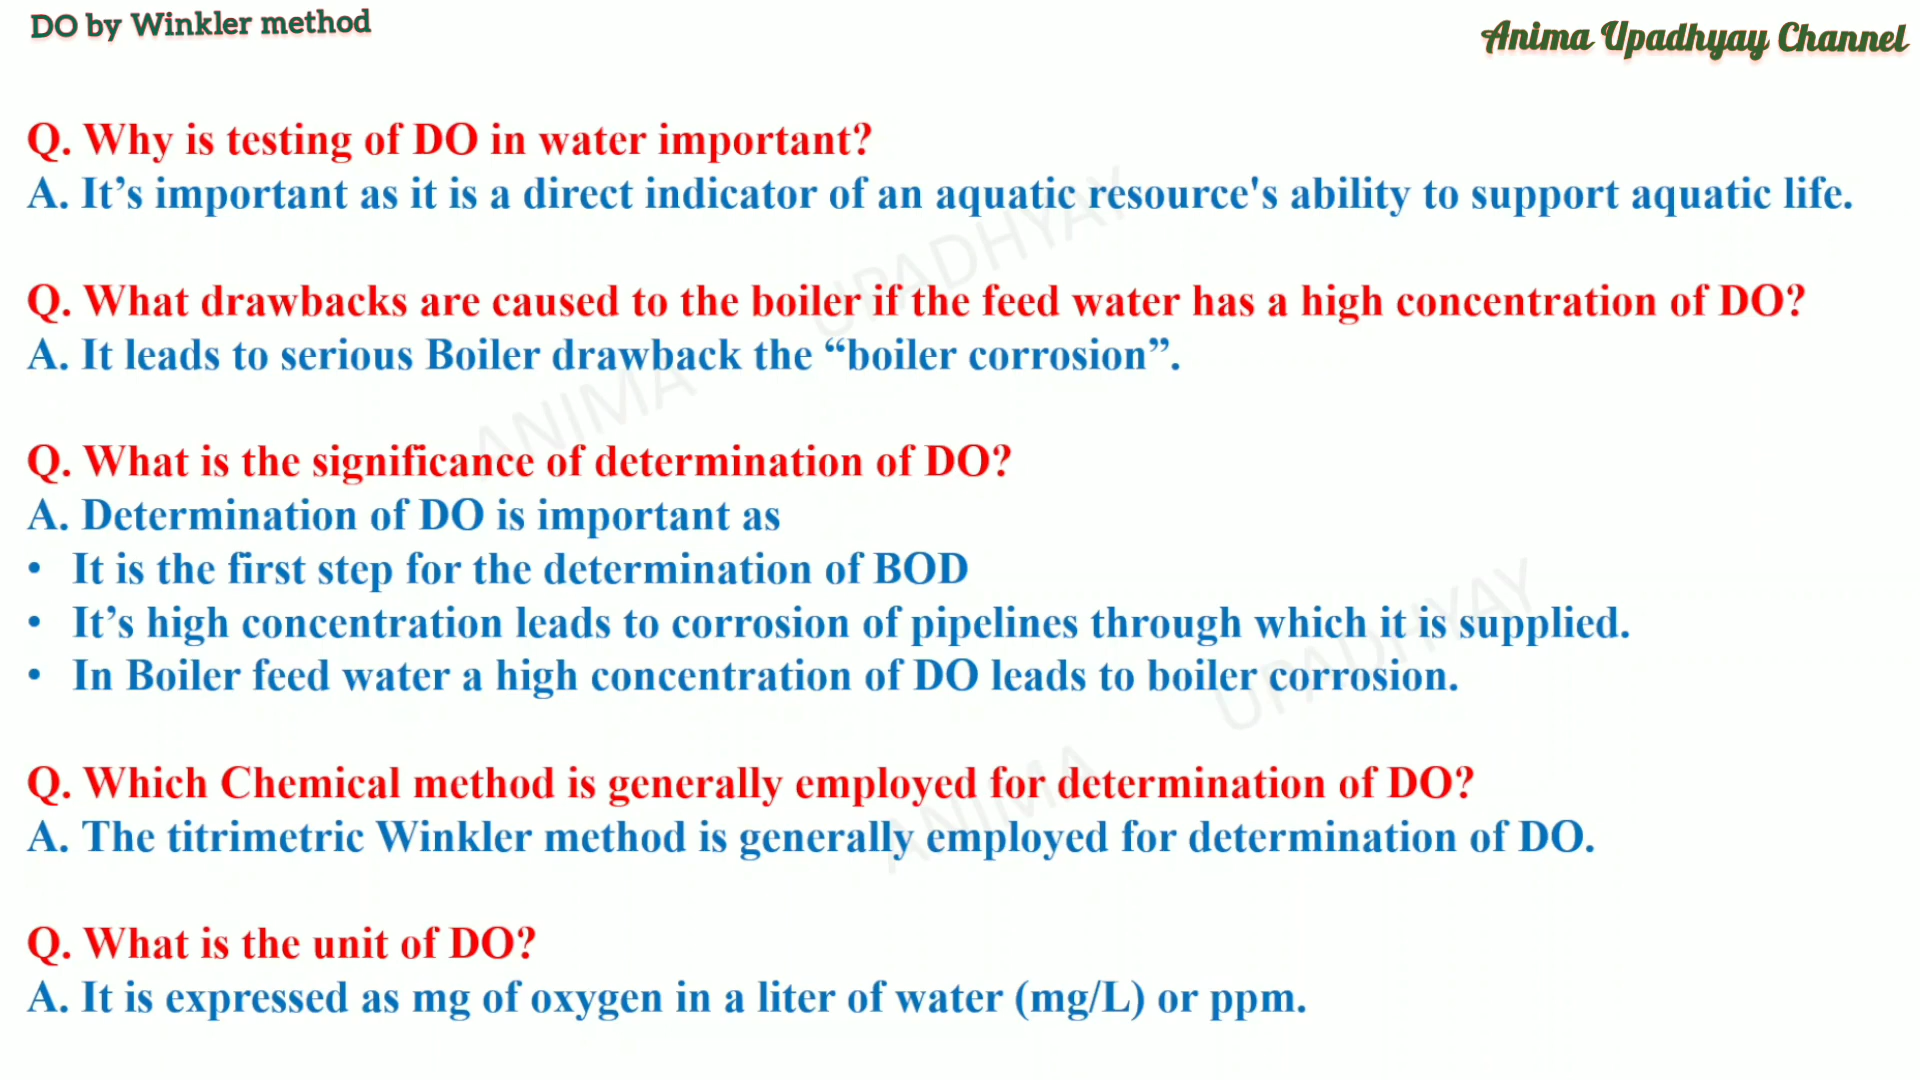 DO by Winkler method
Anima Upadhyay Channel
Q. Why is testing of DO in water important?
A. It’s important as it is a direct indicator of an aquatic resource's ability to support aquatic life.
Q. What drawbacks are caused to the boiler if the feed water has a high concentration of DO?
A. It leads to serious Boiler drawback the “boiler corrosion”.
Q. What is the significance of determination of DO?
A. Determination of DO is important as
• It is the first step for the determination of BOD
• It’s high concentration leads to corrosion of pipelines through which it is supplied.
• In Boiler feed water a high concentration of DO leads to boiler corrosion.
Q. Which Chemical method is generally employed for determination of DO?
A. The titrimetric Winkler method is generally employed for determination of DO.
Q. What is the unit of DO?
A. It is expressed as mg of oxygen in a liter of water (mg/L) or ppm.
ANIMA UPADHYAY
ANIMA UPADHYAY